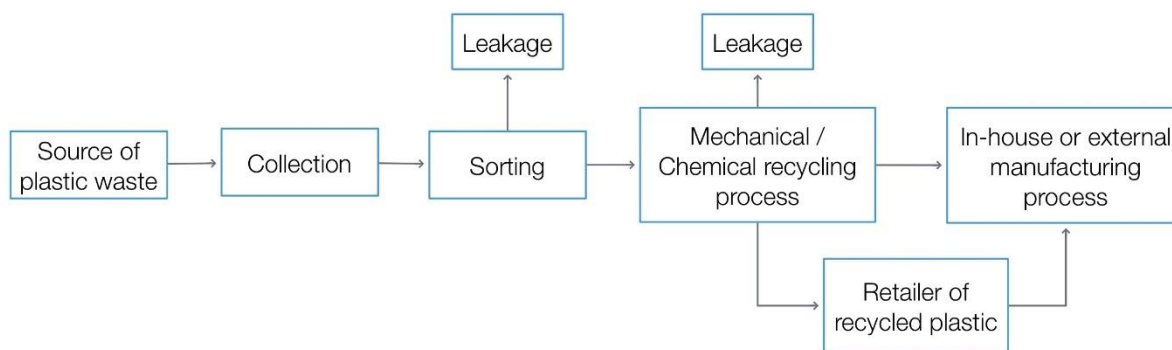 Leakage
Leakage
Source of
plastic waste
Collection
Sorting
Mechanical /
Chemical recycling
process
In-house or external
manufacturing
process
Retailer of
recycled plastic